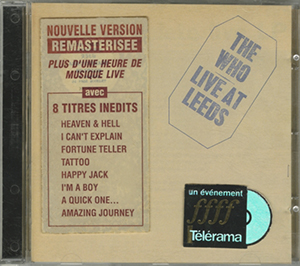 NOUVELLE VERSION
REMASTERISEE
PLUS D'UNE HEURE DE
MUSIQUE LIVE
avec
8 TITRES INEDITS
HEAVEN & HELL
I CAN'T EXPLAIN
FORTUNE TELLER
TATTOO
HAPPY JACK
I'M A BOY
A QUICK ONE...
AMAZING JOURNEY
THE
WHO
LIVE AT
LEEDS
un événement
ffff
Télérama